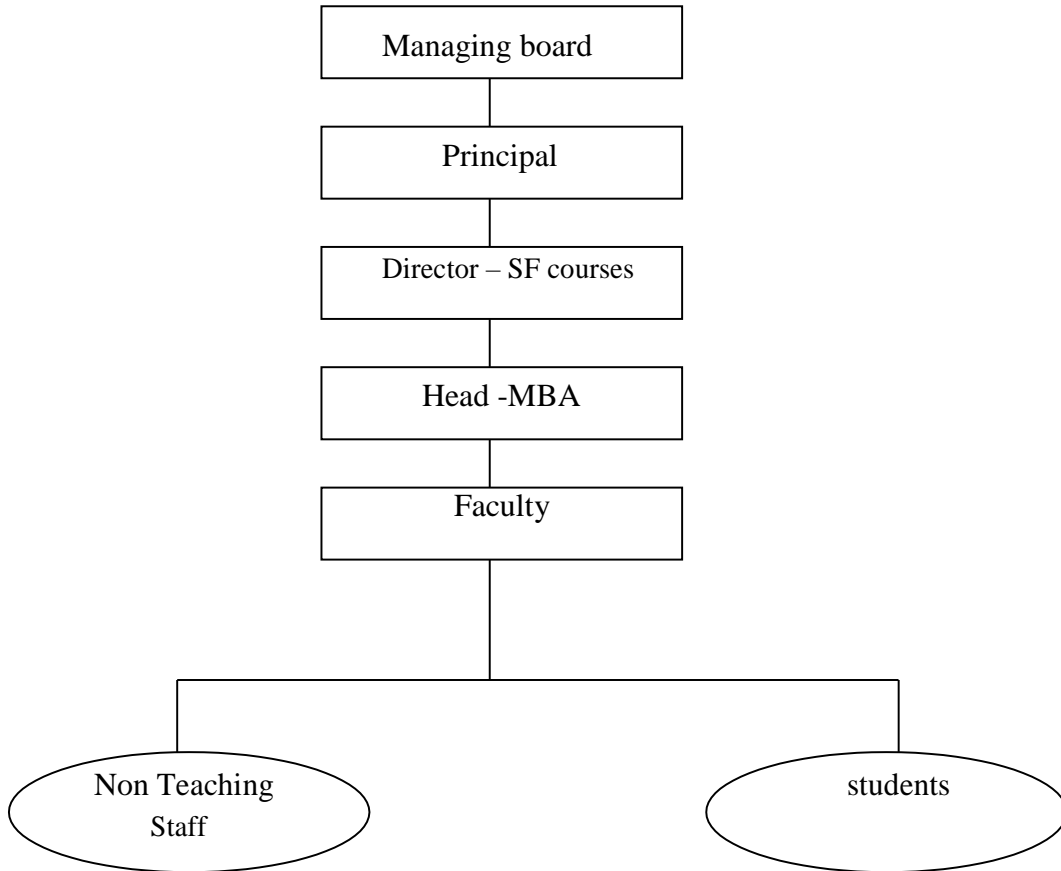 Managing board
Principal
Director – SF courses
Head -MBA
Faculty
Non Teaching
Staff
students